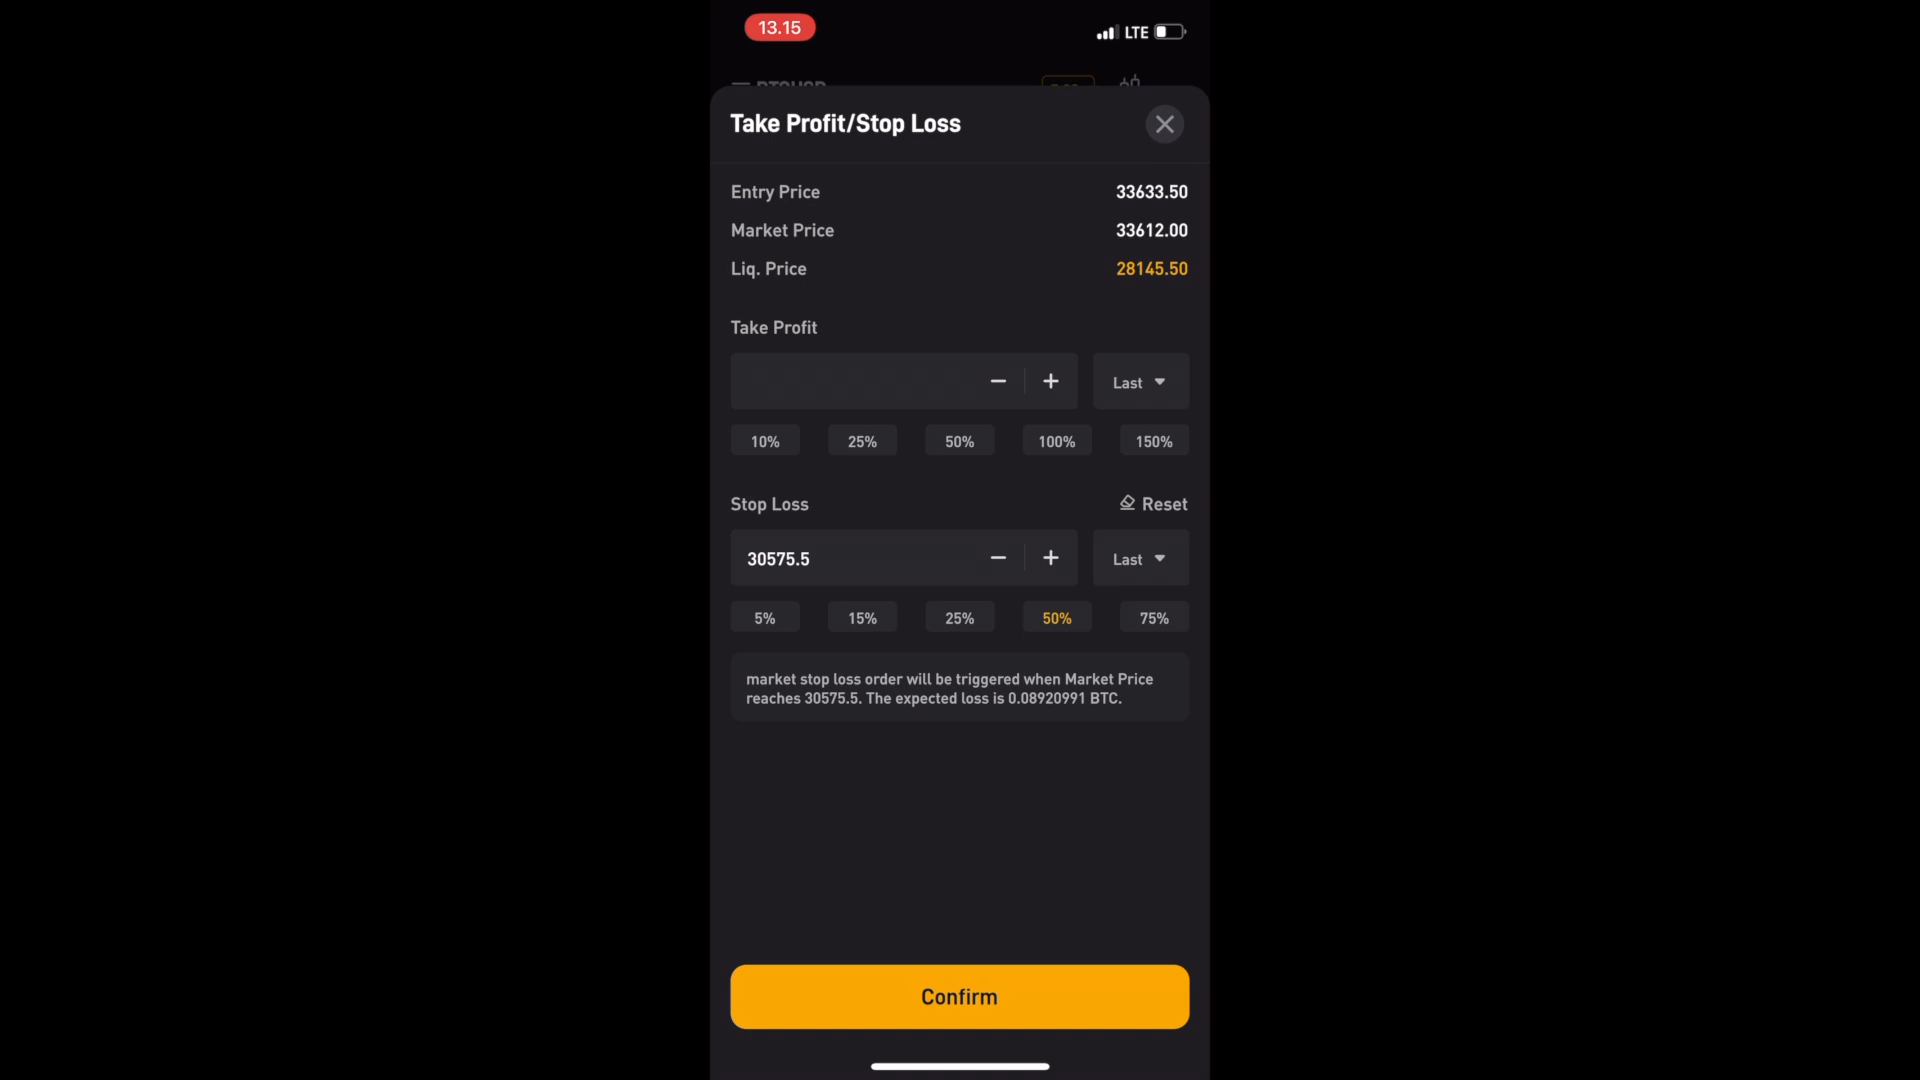 13.15
LTE
Take Profit/Stop Loss
Entry Price 33633.50
Market Price 33612.00
Liq. Price 28145.50
Take Profit
Last
10% 25% 50% 100% 150%
Stop Loss Reset
30575.5 Last
5% 15% 25% 50% 75%
market stop loss order will be triggered when Market Price
reaches 30575.5. The expected loss is 0.08920991 BTC.
Confirm